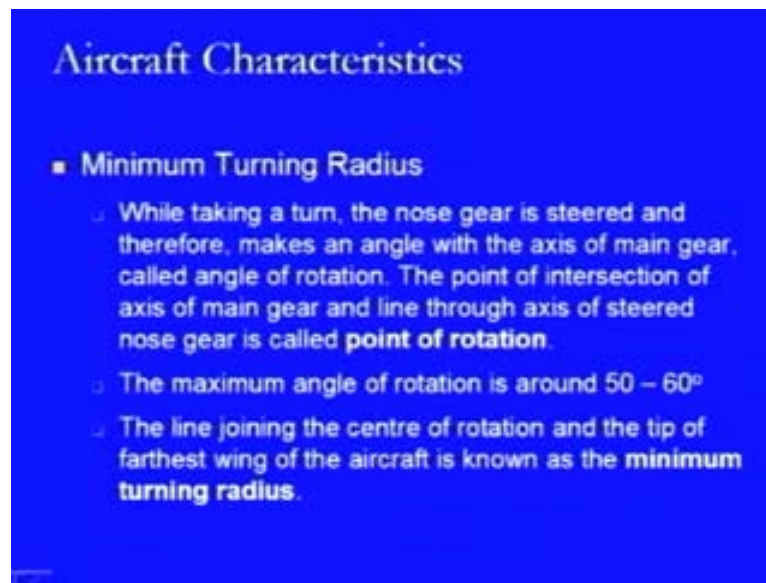 Aircraft Characteristics
Minimum Turning Radius
While taking a turn, the nose gear is steered and
therefore, makes an angle with the axis of main gear,
called angle of rotation. The point of intersection of
axis of main gear and line through axis of steered
nose gear is called point of rotation.
The maximum angle of rotation is around 50 – 60º
The line joining the centre of rotation and the tip of
farthest wing of the aircraft is known as the minimum
turning radius.